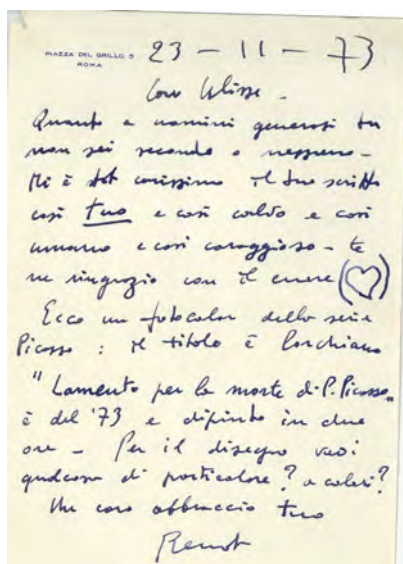 PIAZZA DEL GRILLO 5
ROMA
23 - 11 - 73
Caro Ulisse -
Quanto a uomini generosi tu
non sei secondo a nessuno -
Mi è stat carissimo il tuo scritto
così tuo e così caldo e così
umano e così coraggioso - te
ne ringrazio con il cuore (♡)
Ecco un fotocolor della serie
Picasso : il titolo è lorchiano
"Lamento per la morte di P. Picasso"
è del '73 e dipinto in due
ore - Per il disegno vuoi
qualcosa di particolare? a colori?
Un caro abbraccio tuo
Renato